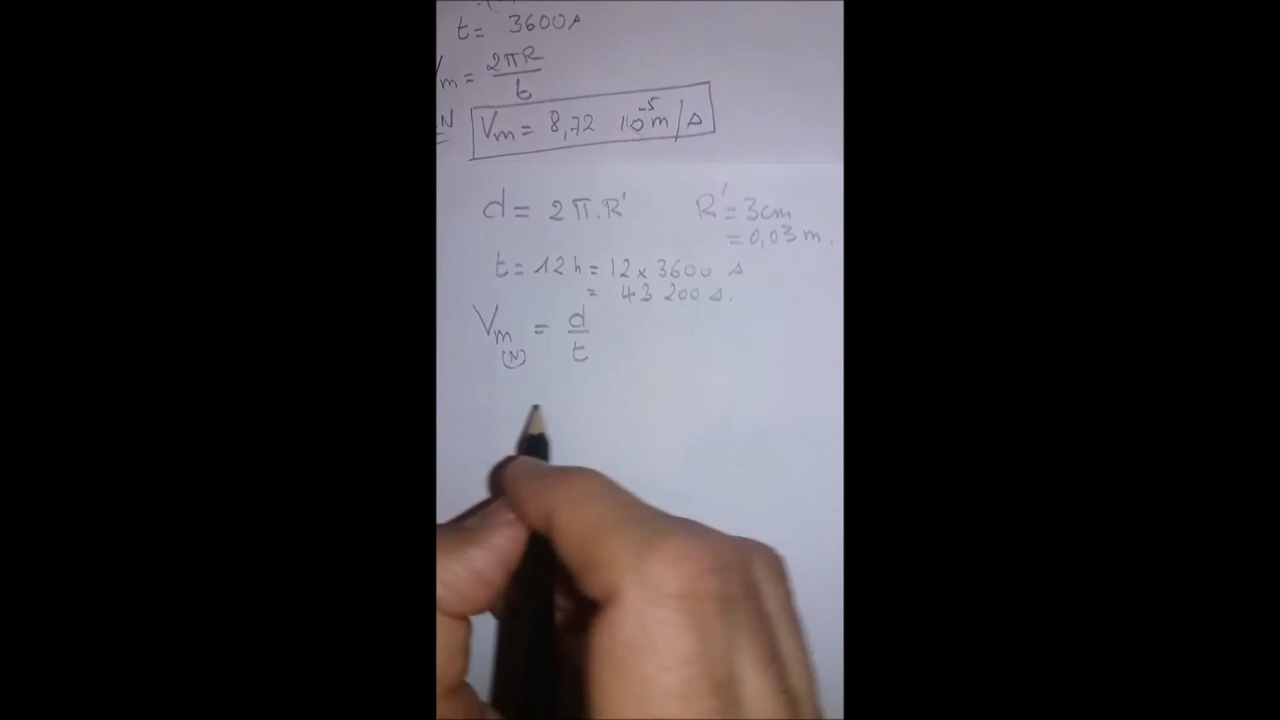 t = 3600 s
Vm = 2πR / t
N Vm = 8,72 10⁻⁵ m/s
d = 2π.R' R' = 3cm
= 0,03 m.
t = 12 h = 12 x 3600 s
= 43 200 s.
Vm (N) = d / t